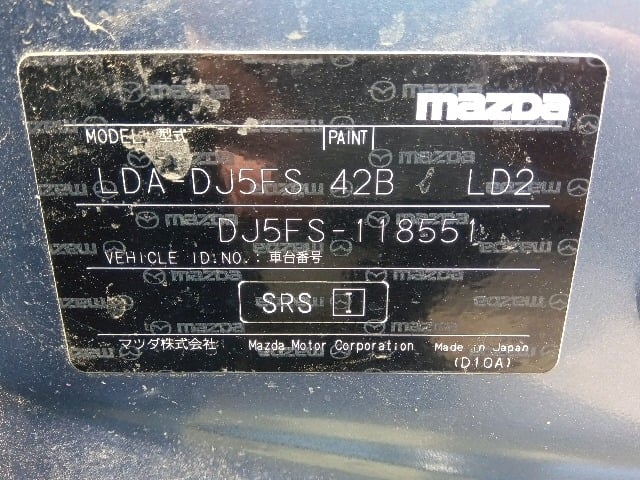 mazda
MODEL 型式 PAINT
LDA-DJ5FS 42B LD2
DJ5FS-118551
VEHICLE ID.NO.: 車台番号
SRS I
マツダ株式会社 Mazda Motor Corporation Made in Japan
(D10A)